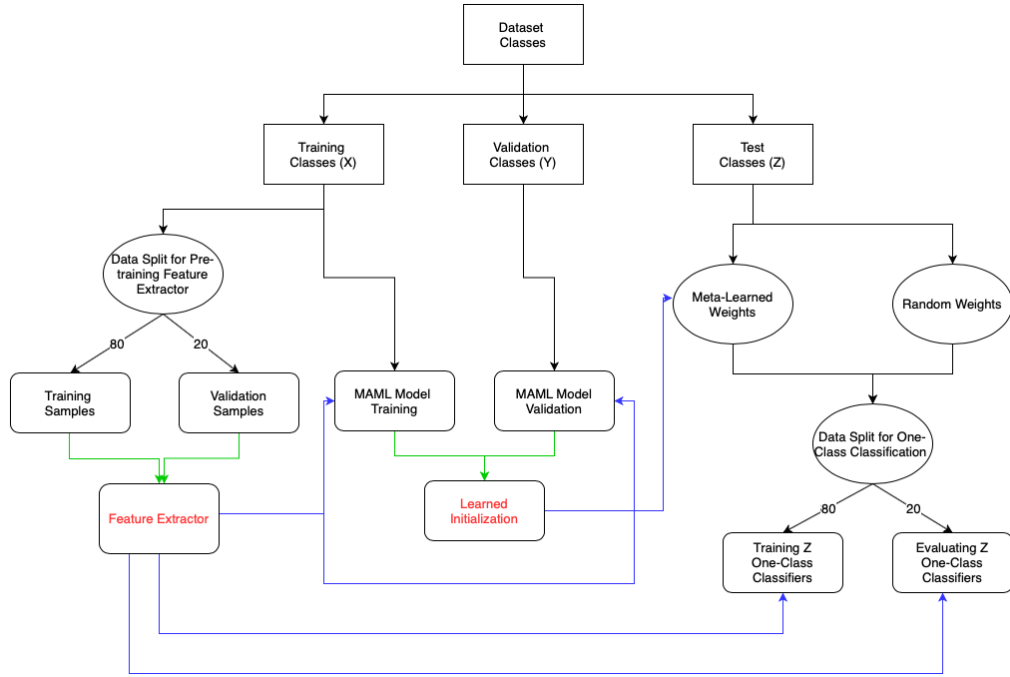 Dataset
Classes
Training
Classes (X)
Validation
Classes (Y)
Test
Classes (Z)
Data Split for Pre-
training Feature
Extractor
Meta-Learned
Weights
Random Weights
80
20
Training
Samples
Validation
Samples
MAML Model
Training
MAML Model
Validation
Data Split for One-
Class Classification
Feature Extractor
Learned
Initialization
80
20
Training Z
One-Class
Classifiers
Evaluating Z
One-Class
Classifiers